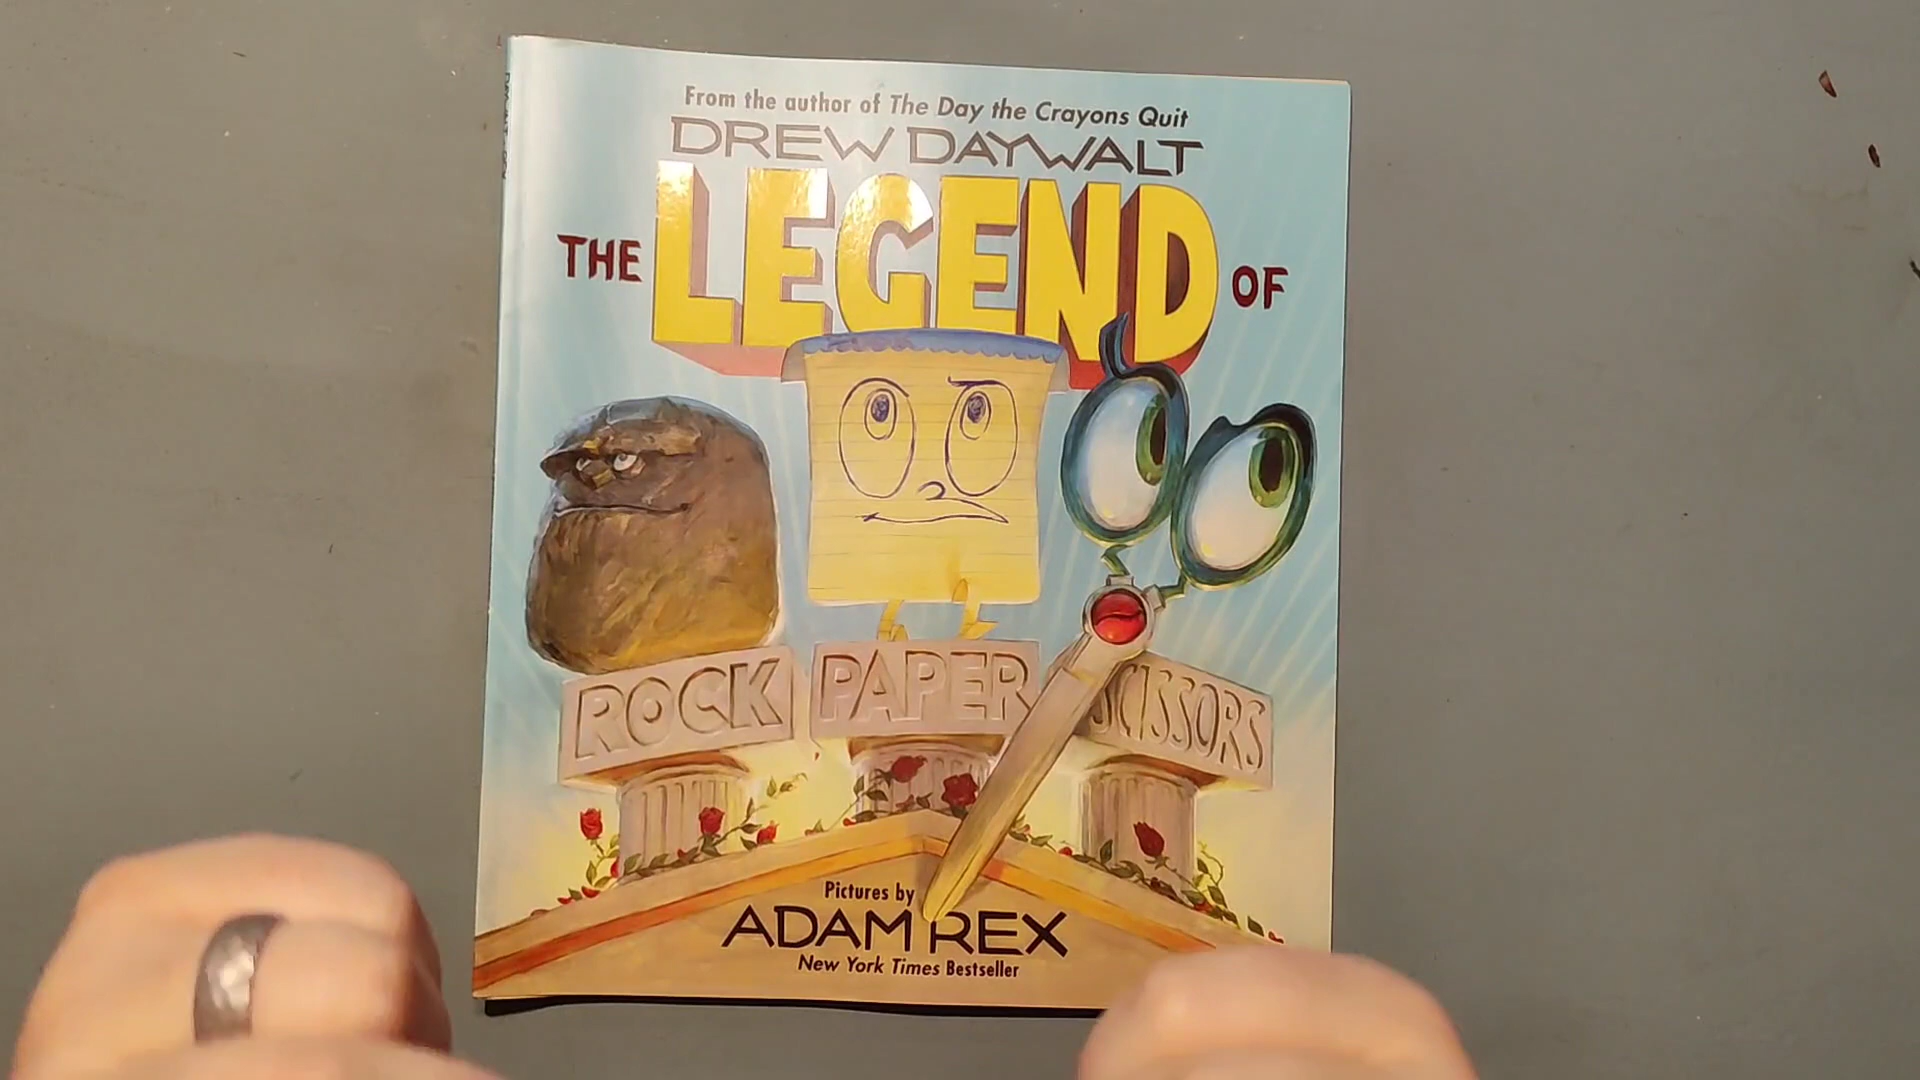 From the author of The Day the Crayons Quit
DREW DAYWALT
THE LEGEND OF
ROCK PAPER SCISSORS
Pictures by
ADAM REX
New York Times Bestseller